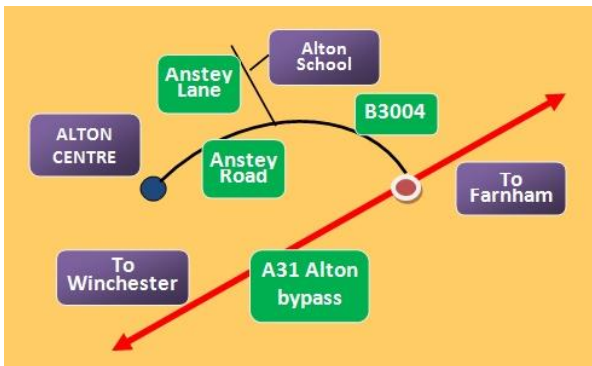 Alton
School
Anstey
Lane
B3004
ALTON
CENTRE
Anstey
Road
To
Farnham
To
Winchester
A31 Alton
bypass